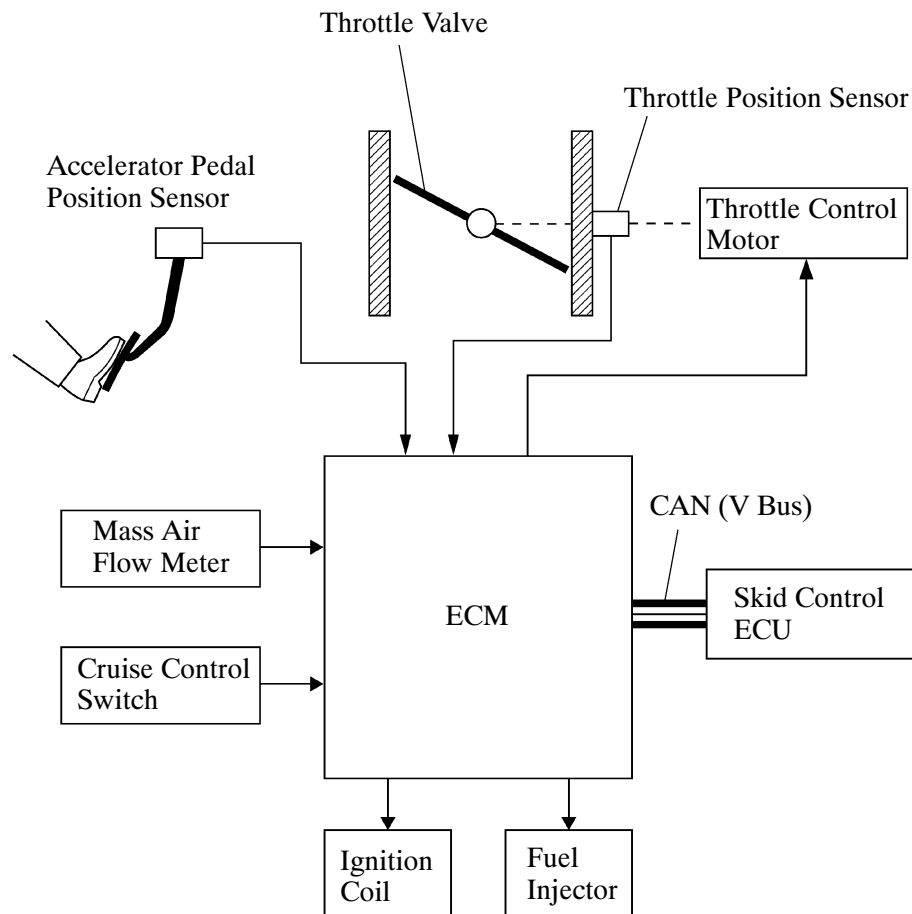 Throttle Valve
Throttle Position Sensor
Accelerator Pedal
Position Sensor
Throttle Control
Motor
CAN (V Bus)
Mass Air
Flow Meter
ECM
Skid Control
ECU
Cruise Control
Switch
Ignition
Coil
Fuel
Injector